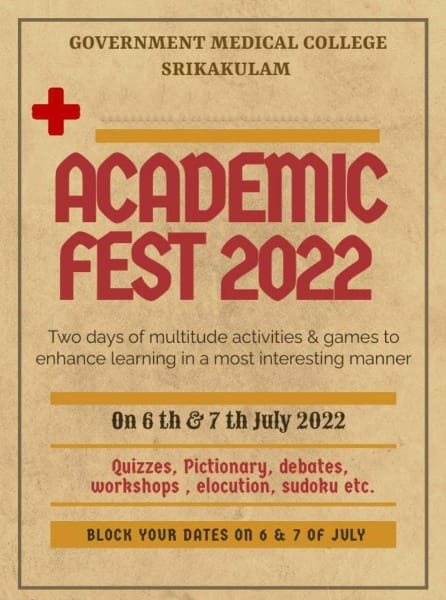 GOVERNMENT MEDICAL COLLEGE
SRIKAKULAM
ACADEMIC
FEST 2022
Two days of multitude activities & games to
enhance learning in a most interesting manner
On 6 th & 7 th July 2022
Quizzes, Pictionary, debates,
workshops , elocution, sudoku etc.
BLOCK YOUR DATES ON 6 & 7 OF JULY